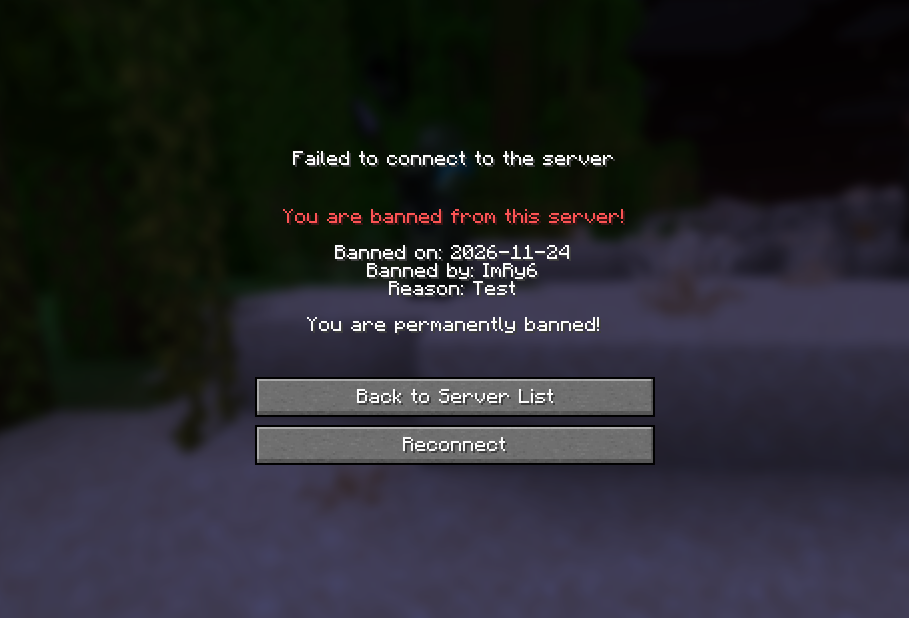 Failed to connect to the server
You are banned from this server!
Banned on: 2026-11-24
Banned by: ImRy6
Reason: Test
You are permanently banned!
Back to Server List
Reconnect